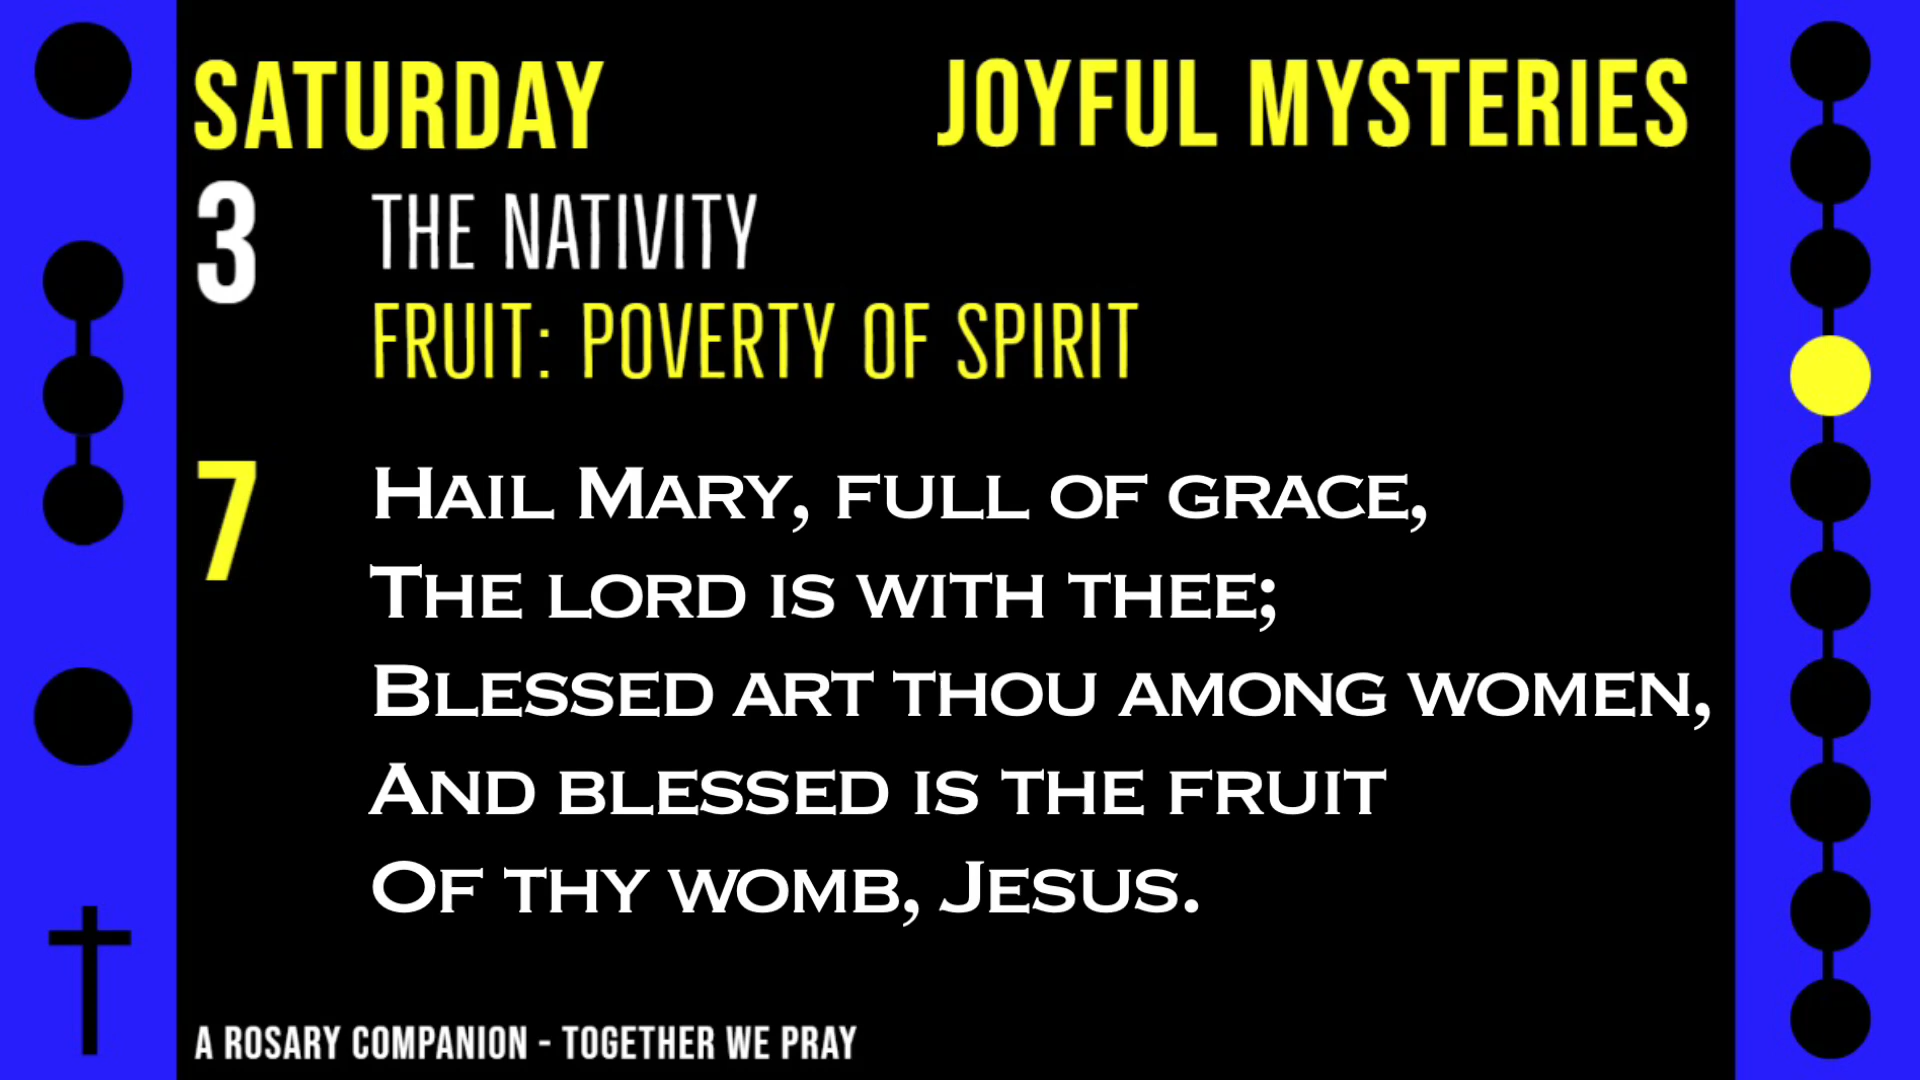 SATURDAY JOYFUL MYSTERIES
3 THE NATIVITY
FRUIT: POVERTY OF SPIRIT
7 Hail Mary, full of grace,
The lord is with thee;
Blessed art thou among women,
And blessed is the fruit
Of thy womb, Jesus.
A ROSARY COMPANION - TOGETHER WE PRAY